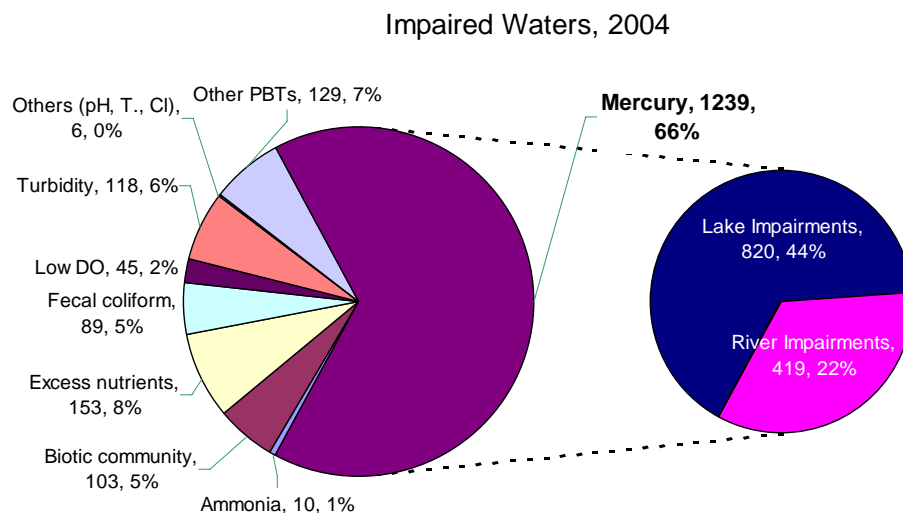 Impaired Waters, 2004
Other PBTs, 129, 7%
Others (pH, T., Cl),
6, 0%
Turbidity, 118, 6%
Low DO, 45, 2%
Fecal coliform,
89, 5%
Excess nutrients,
153, 8%
Biotic community,
103, 5%
Ammonia, 10, 1%
Mercury, 1239,
66%
Lake Impairments,
820, 44%
River Impairments,
419, 22%